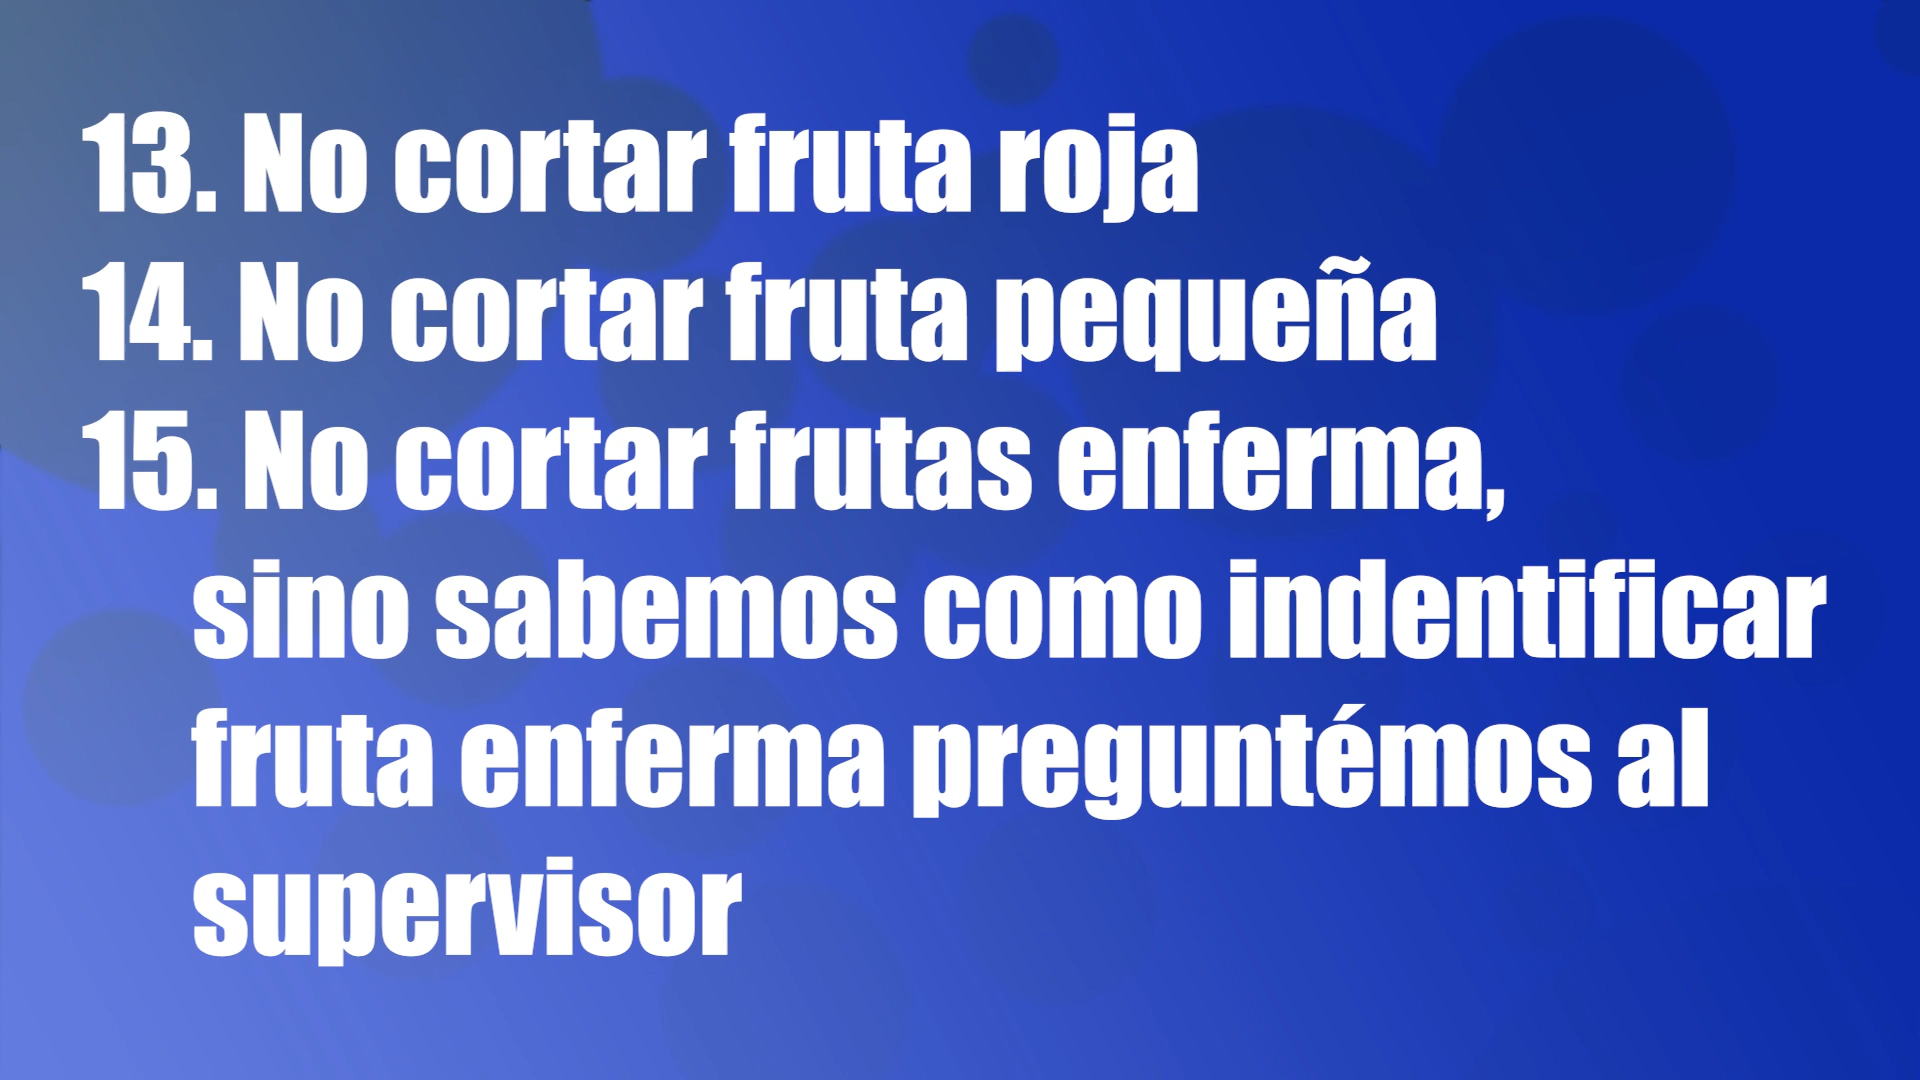 13. No cortar fruta roja
14. No cortar fruta pequeña
15. No cortar frutas enferma,
sino sabemos como indentificar
fruta enferma preguntémos al
supervisor